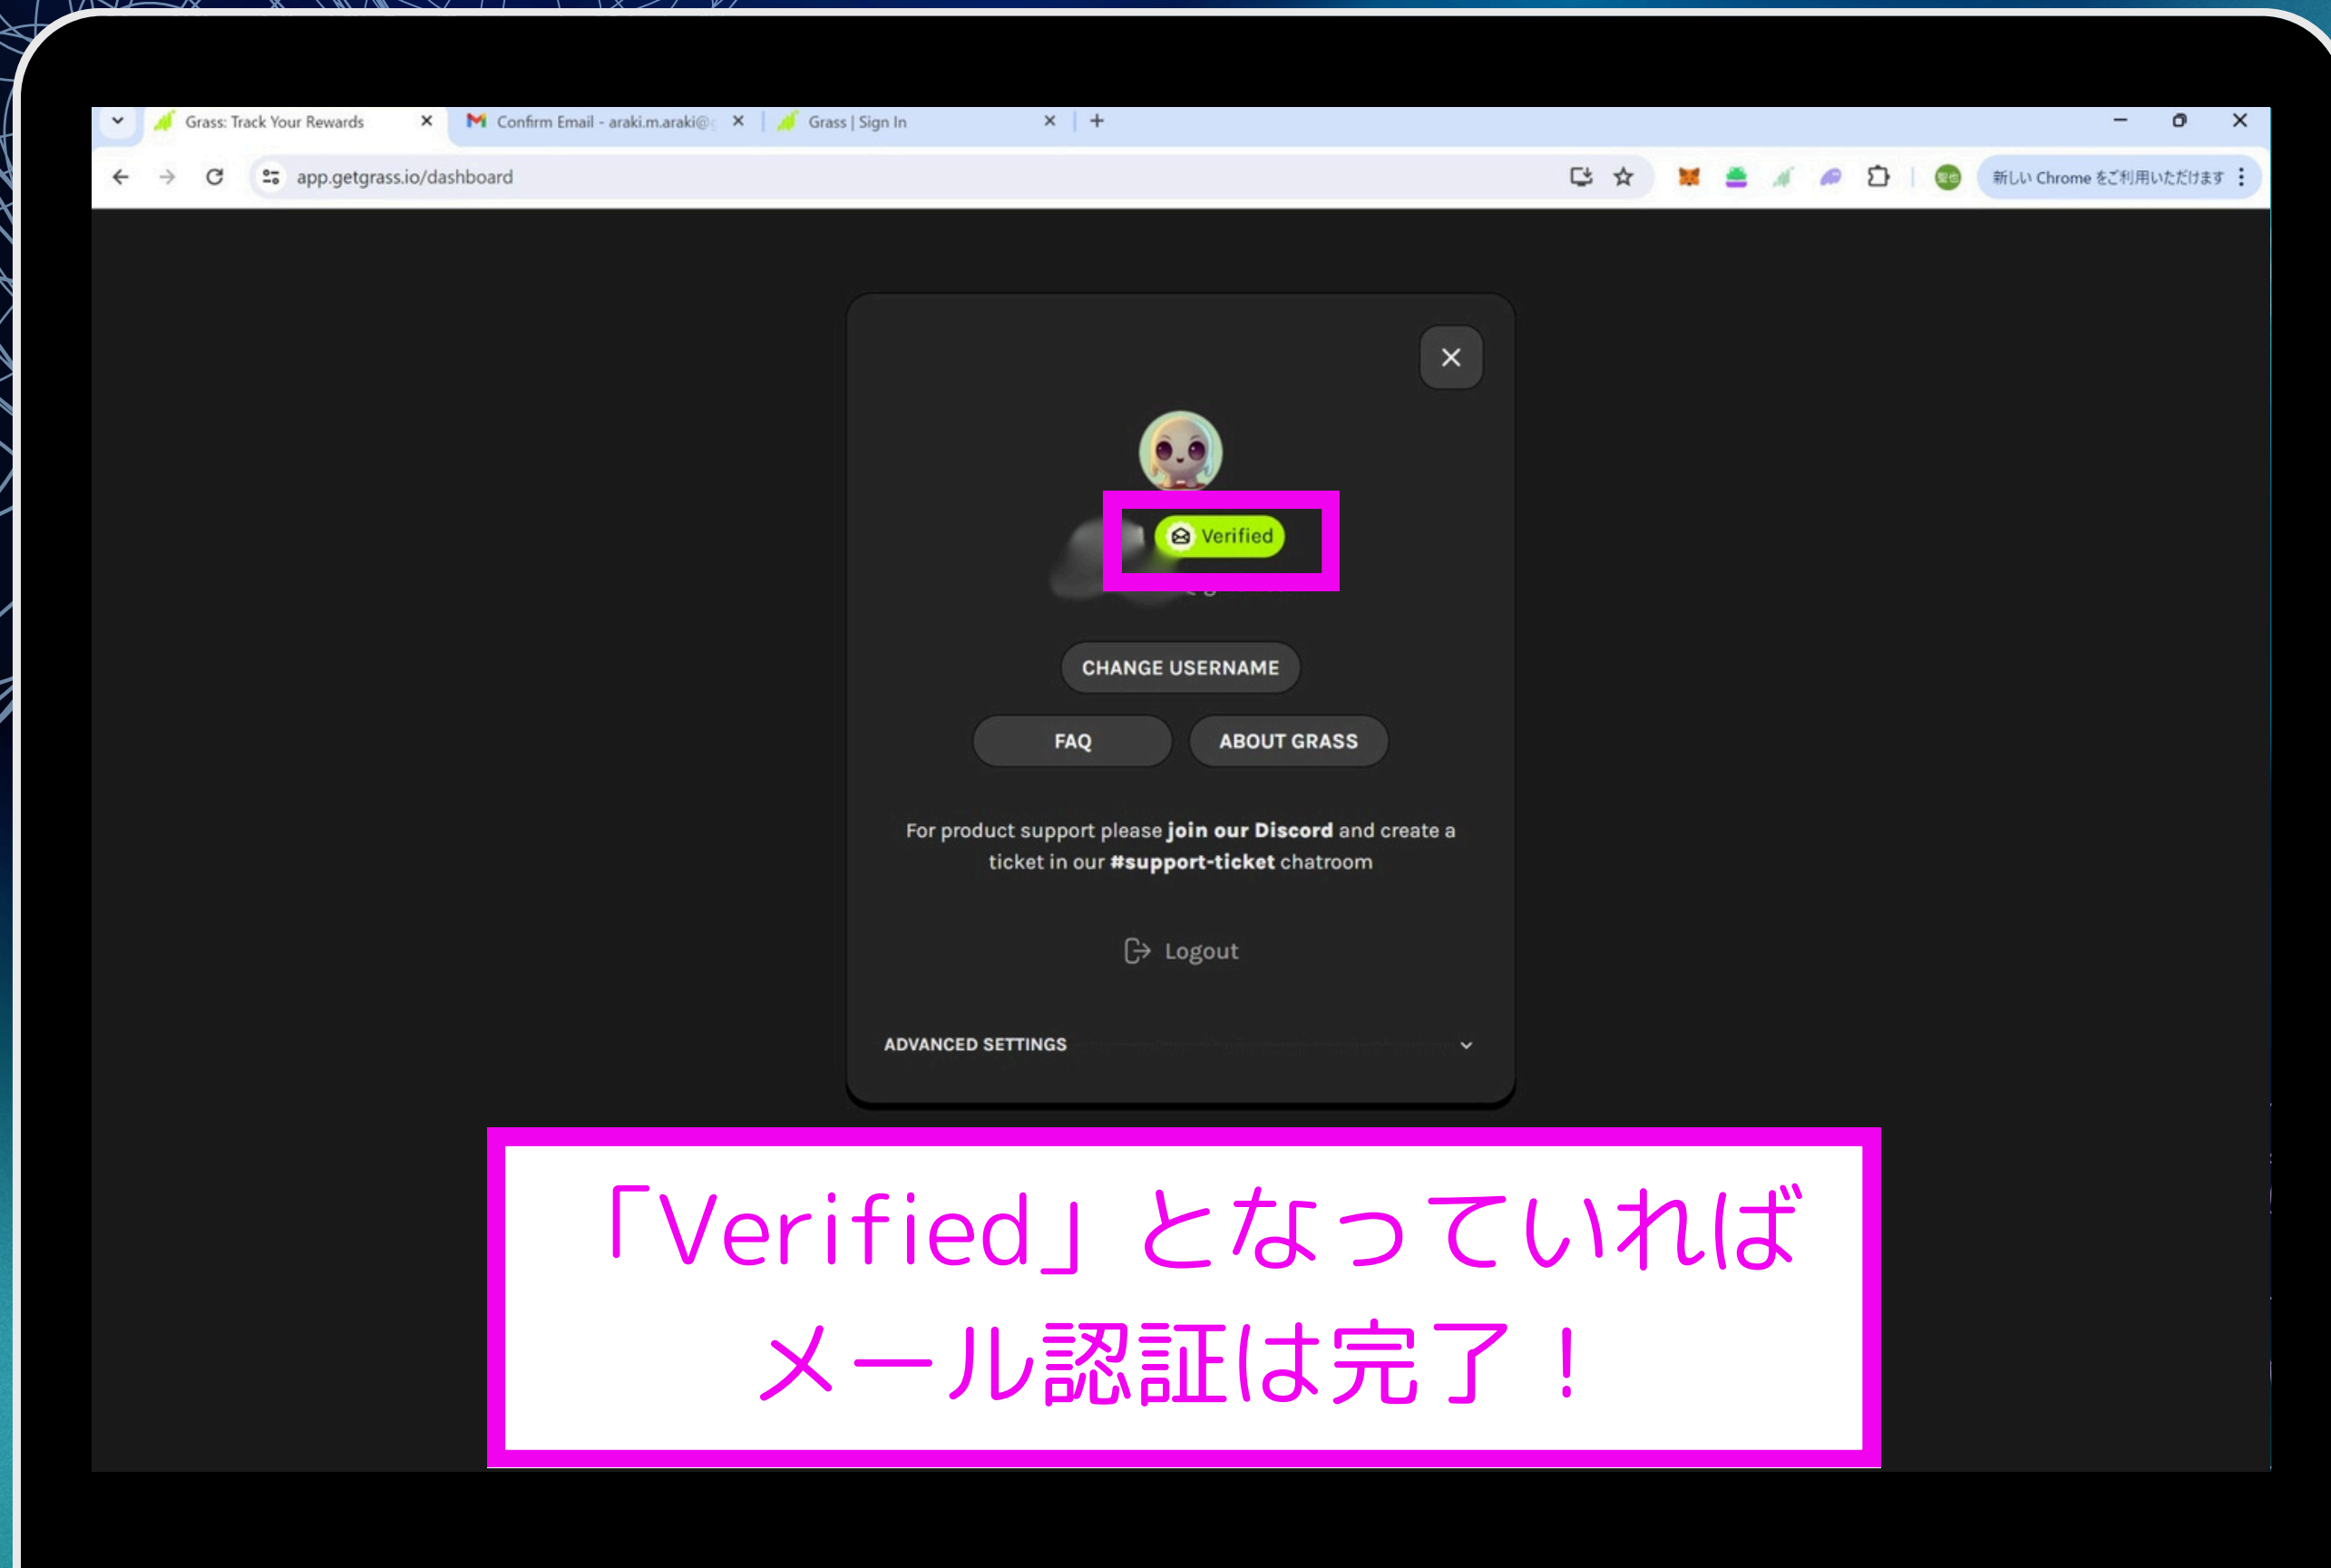 Grass: Track Your Rewards
Confirm Email - araki.m.araki@
Grass | Sign In
app.getgrass.io/dashboard
新しい Chrome をご利用いただけます
Verified
CHANGE USERNAME
FAQ
ABOUT GRASS
For product support please join our Discord and create a
ticket in our #support-ticket chatroom
Logout
ADVANCED SETTINGS
「Verified」となっていれば
メール認証は完了！